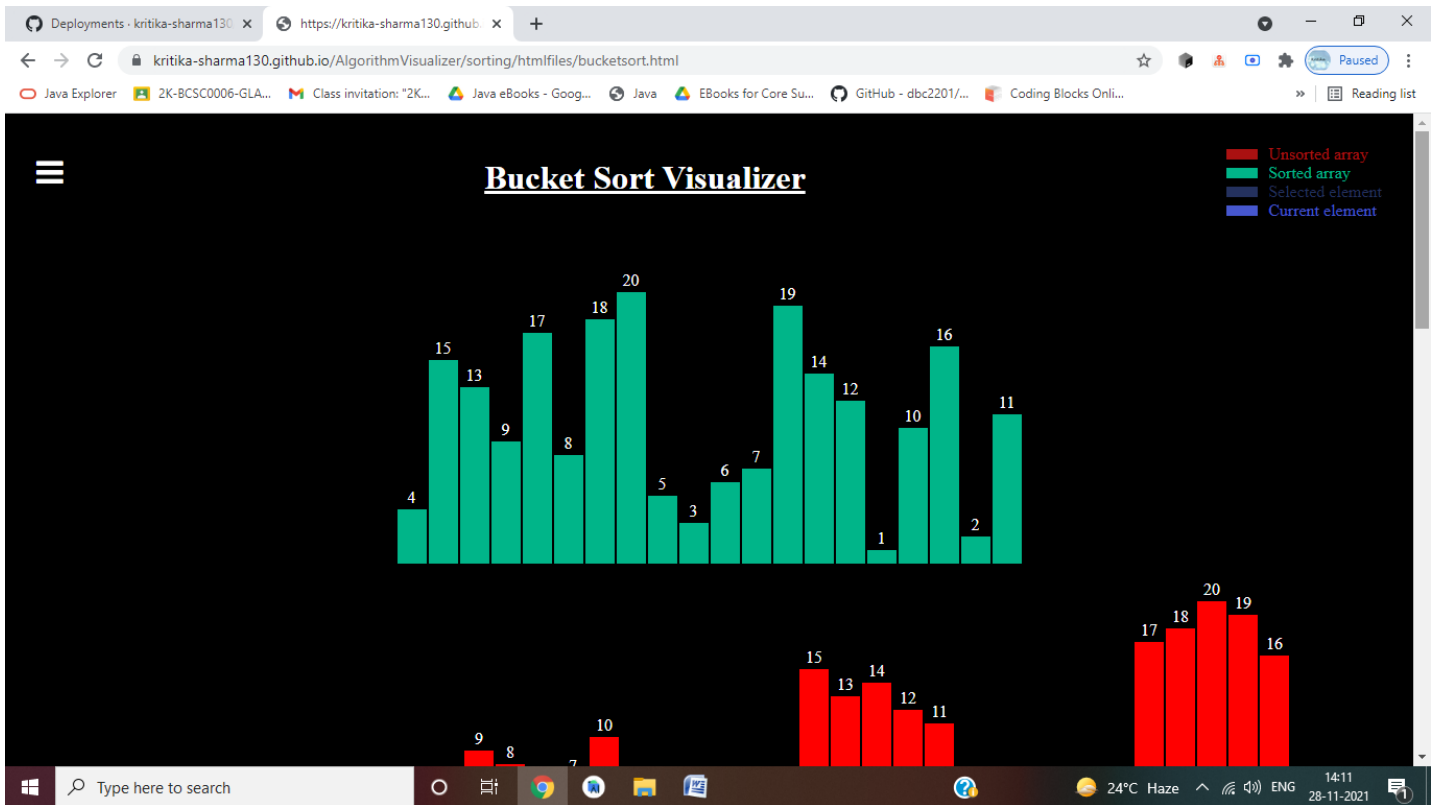 Deployments · kritika-sharma130
https://kritika-sharma130.github.
kritika-sharma130.github.io/AlgorithmVisualizer/sorting/htmlfiles/bucketsort.html
Paused
Java Explorer
2K-BCSC0006-GLA...
Class invitation: "2K...
Java eBooks - Goog...
Java
EBooks for Core Su...
GitHub - dbc2201/...
Coding Blocks Onli...
»
Reading list
Bucket Sort Visualizer
Unsorted array
Sorted array
Selected element
Current element
4 15 13 9 17 8 18 20 5 3 6 7 19 14 12 1 10 16 2 11
9 8 7 10
15 13 14 12 11
17 18 20 19 16
Type here to search
24°C Haze
ENG
14:11
28-11-2021
1